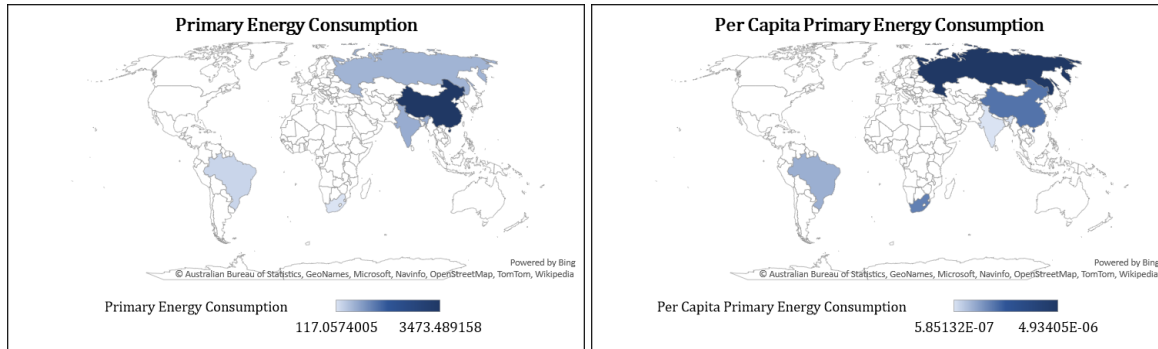 Primary Energy Consumption
Powered by Bing
© Australian Bureau of Statistics, GeoNames, Microsoft, Navinfo, OpenStreetMap, TomTom, Wikipedia
Primary Energy Consumption
117.0574005 3473.489158
Per Capita Primary Energy Consumption
Powered by Bing
© Australian Bureau of Statistics, GeoNames, Microsoft, Navinfo, OpenStreetMap, TomTom, Wikipedia
Per Capita Primary Energy Consumption
5.85132E-07 4.93405E-06